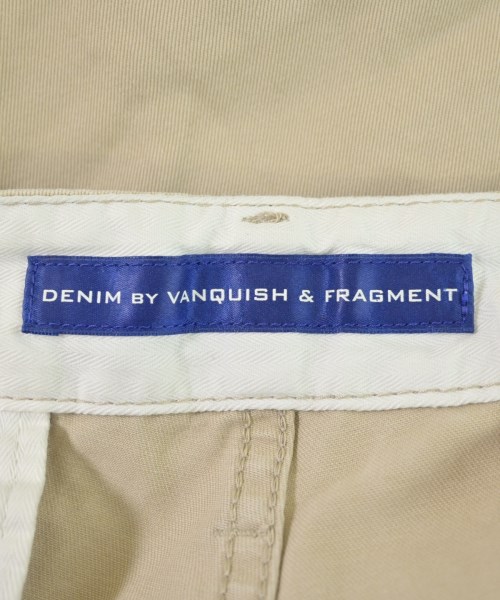 DENIM BY VANQUISH & FRAGMENT